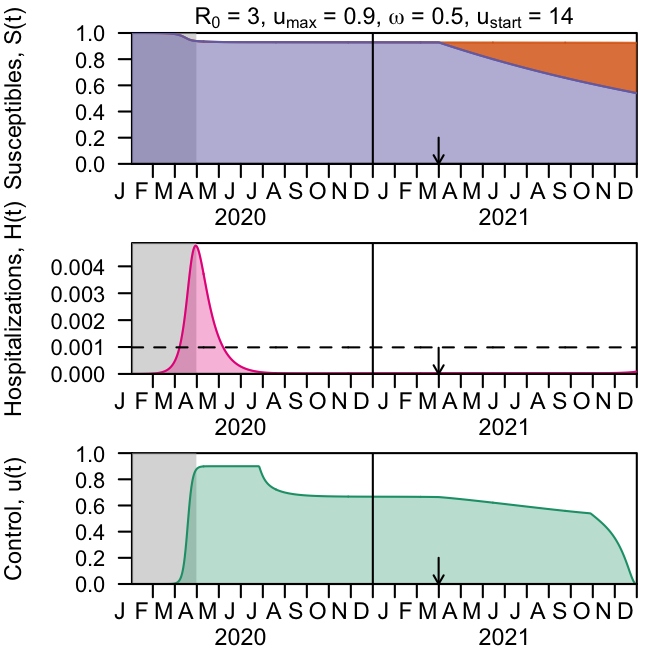 R0 = 3, umax = 0.9, ω = 0.5, ustart = 14
Susceptibles, S(t)
1.0
0.8
0.6
0.4
0.2
0.0
J F M A M J J A S O N D J F M A M J J A S O N D
2020 2021
Hospitalizations, H(t)
0.004
0.003
0.002
0.001
0.000
J F M A M J J A S O N D J F M A M J J A S O N D
2020 2021
Control, u(t)
1.0
0.8
0.6
0.4
0.2
0.0
J F M A M J J A S O N D J F M A M J J A S O N D
2020 2021